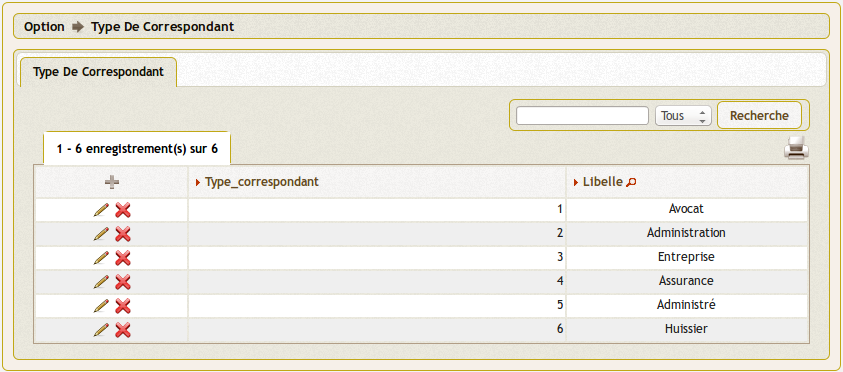 Option Type De Correspondant
Type De Correspondant
Tous Recherche
1 - 6 enregistrement(s) sur 6
Type_correspondant Libelle
1 Avocat
2 Administration
3 Entreprise
4 Assurance
5 Administré
6 Huissier